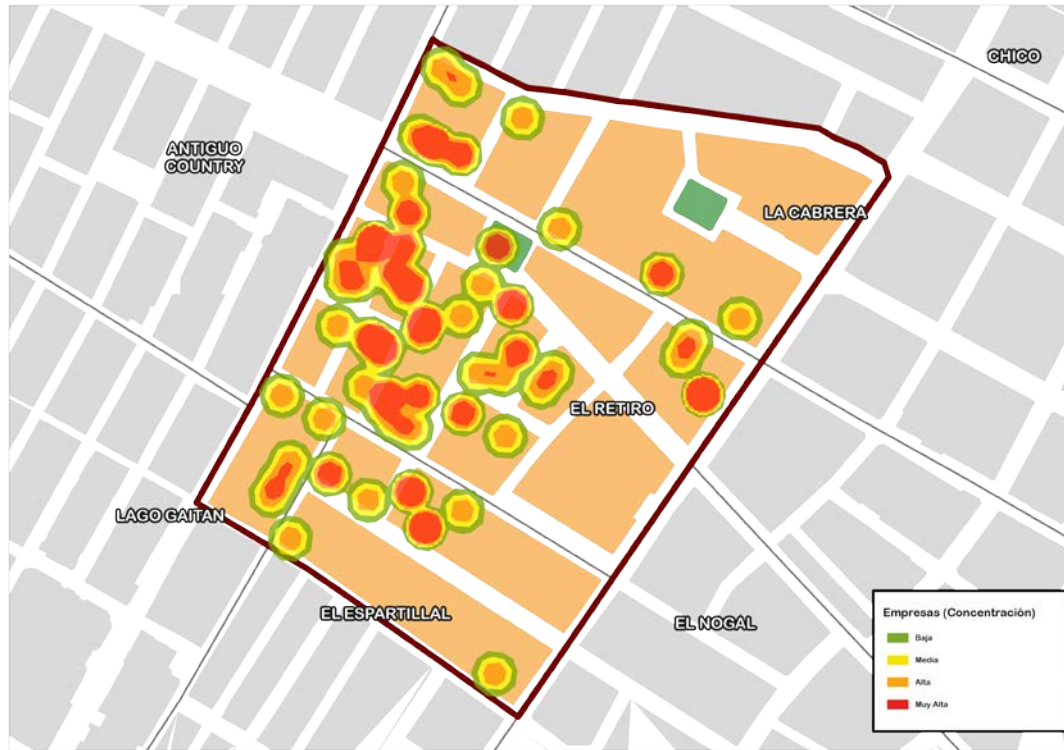 CHICO
ANTIGUO
COUNTRY
LA CABRERA
EL RETIRO
LAGO GAITAN
EL ESPARTILLAL
EL NOGAL
Empresas (Concentración)
Baja
Media
Alta
Muy Alta